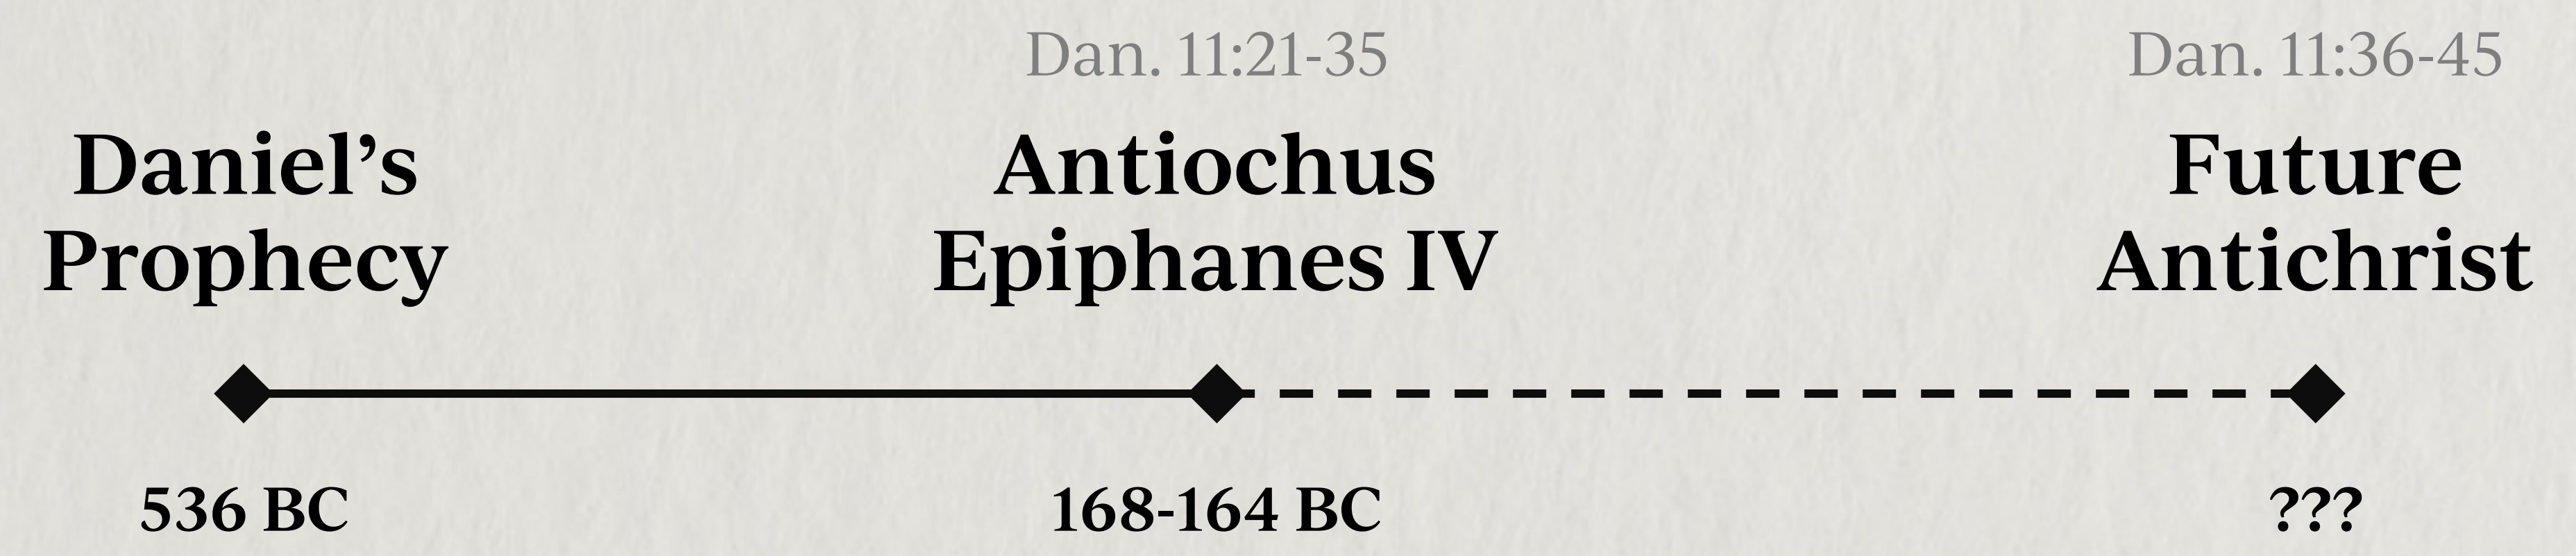 Dan. 11:21-35
Dan. 11:36-45
Daniel’s
Prophecy
Antiochus
Epiphanes IV
Future
Antichrist
536 BC
168-164 BC
???